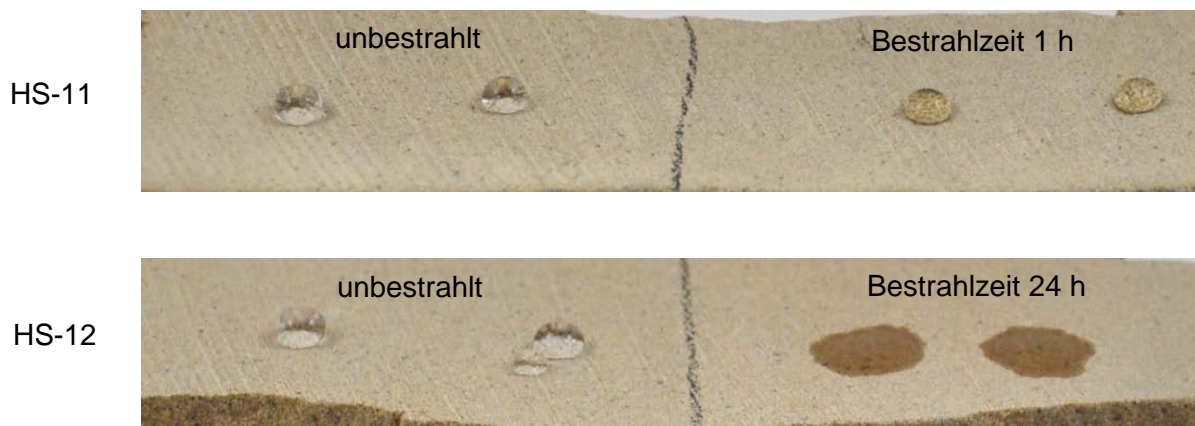 unbestrahlt
Bestrahlzeit 1 h
HS-11
unbestrahlt
Bestrahlzeit 24 h
HS-12